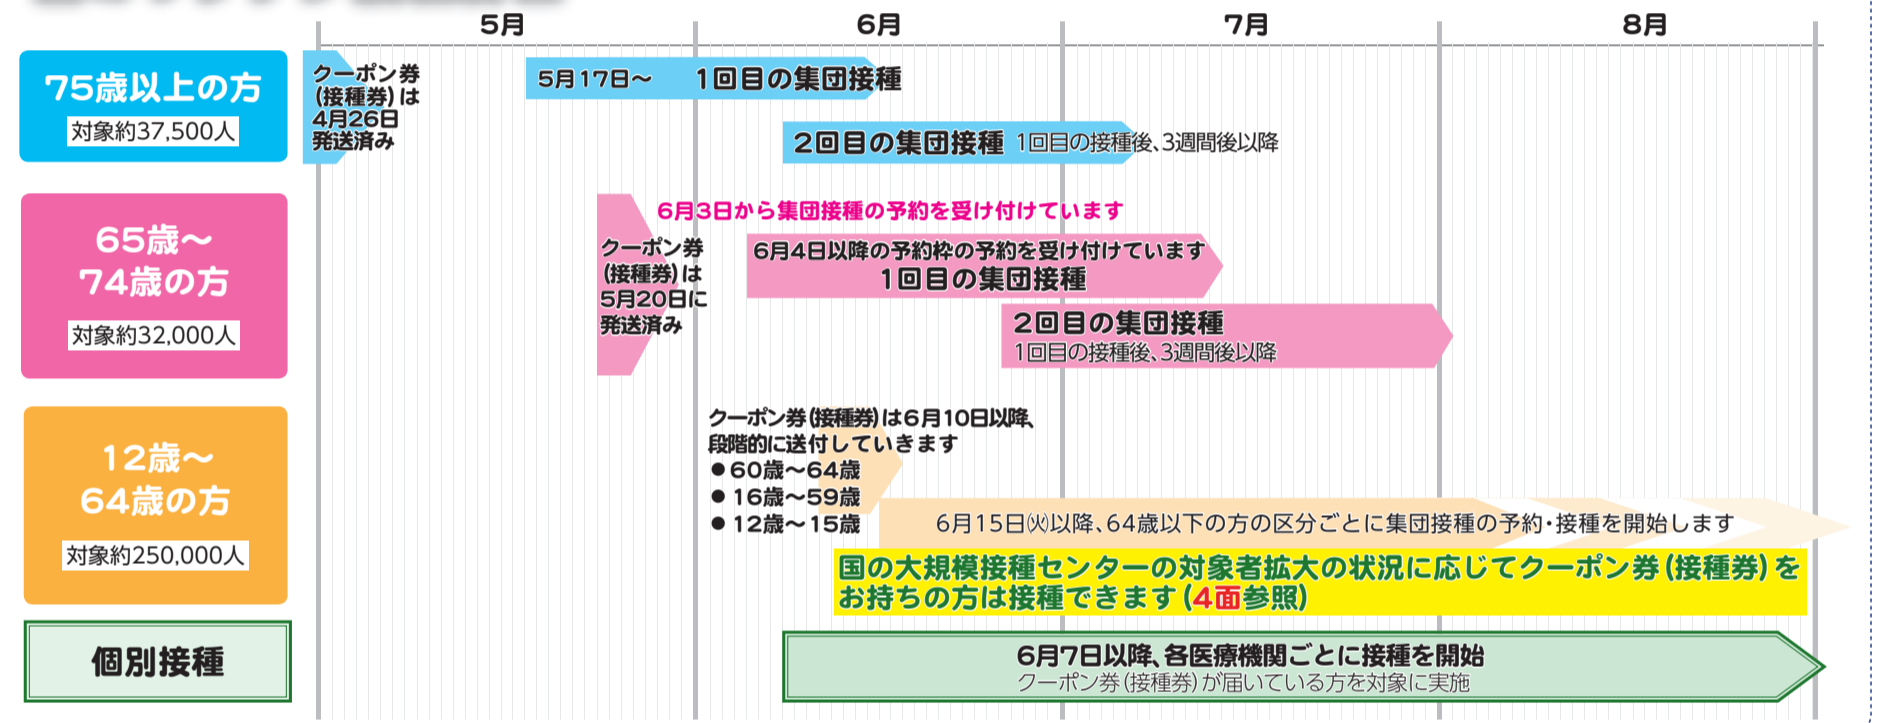 5月
6月
7月
8月
75歳以上の方
対象約37,500人
クーポン券
(接種券)は
4月26日
発送済み
5月17日～ 1回目の集団接種
2回目の集団接種 1回目の接種後、3週間後以降
65歳～
74歳の方
対象約32,000人
6月3日から集団接種の予約を受け付けています
クーポン券
(接種券)は
5月20日に
発送済み
6月4日以降の予約枠の予約を受け付けています
1回目の集団接種
2回目の集団接種
1回目の接種後、3週間後以降
12歳～
64歳の方
対象約250,000人
クーポン券(接種券)は6月10日以降、
段階的に送付していきます
●60歳～64歳
●16歳～59歳
●12歳～15歳
6月15日㈫以降、64歳以下の方の区分ごとに集団接種の予約・接種を開始します
国の大規模接種センターの対象者拡大の状況に応じてクーポン券(接種券)を
お持ちの方は接種できます(4面参照)
個別接種
6月7日以降、各医療機関ごとに接種を開始
クーポン券(接種券)が届いている方を対象に実施